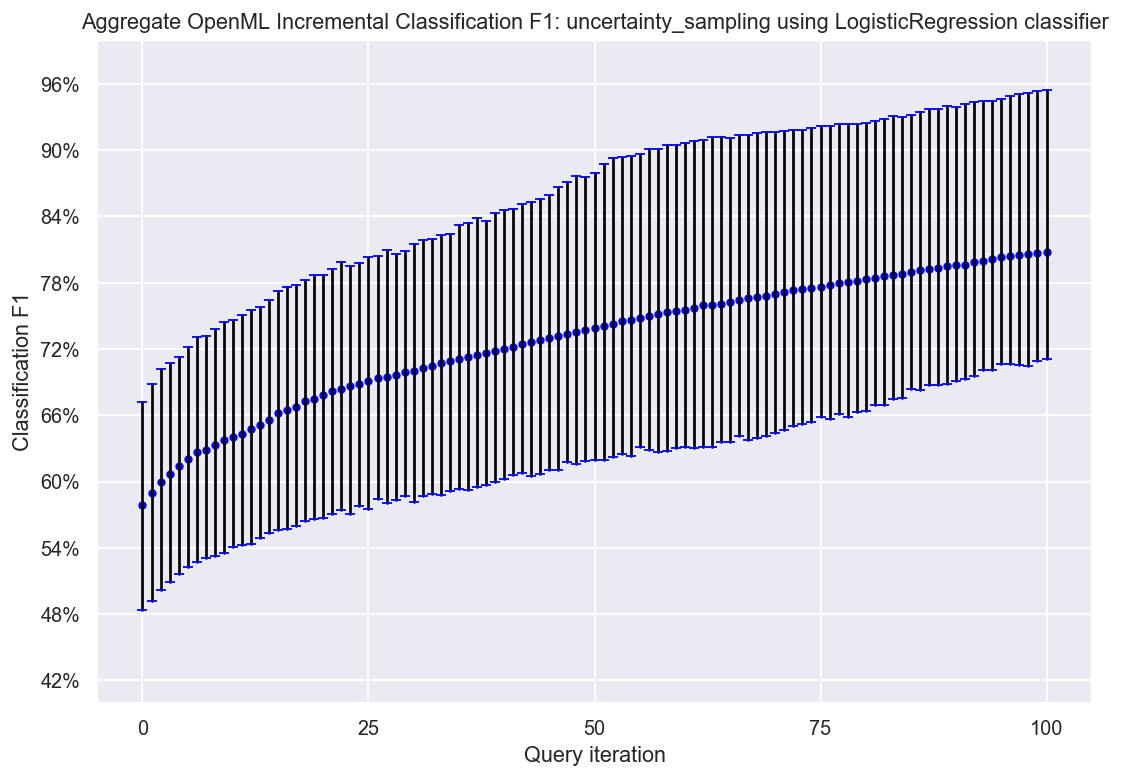 Aggregate OpenML Incremental Classification F1: uncertainty_sampling using LogisticRegression classifier
96%
90%
84%
78%
72%
66%
60%
54%
48%
42%
Classification F1
0 25 50 75 100
Query iteration